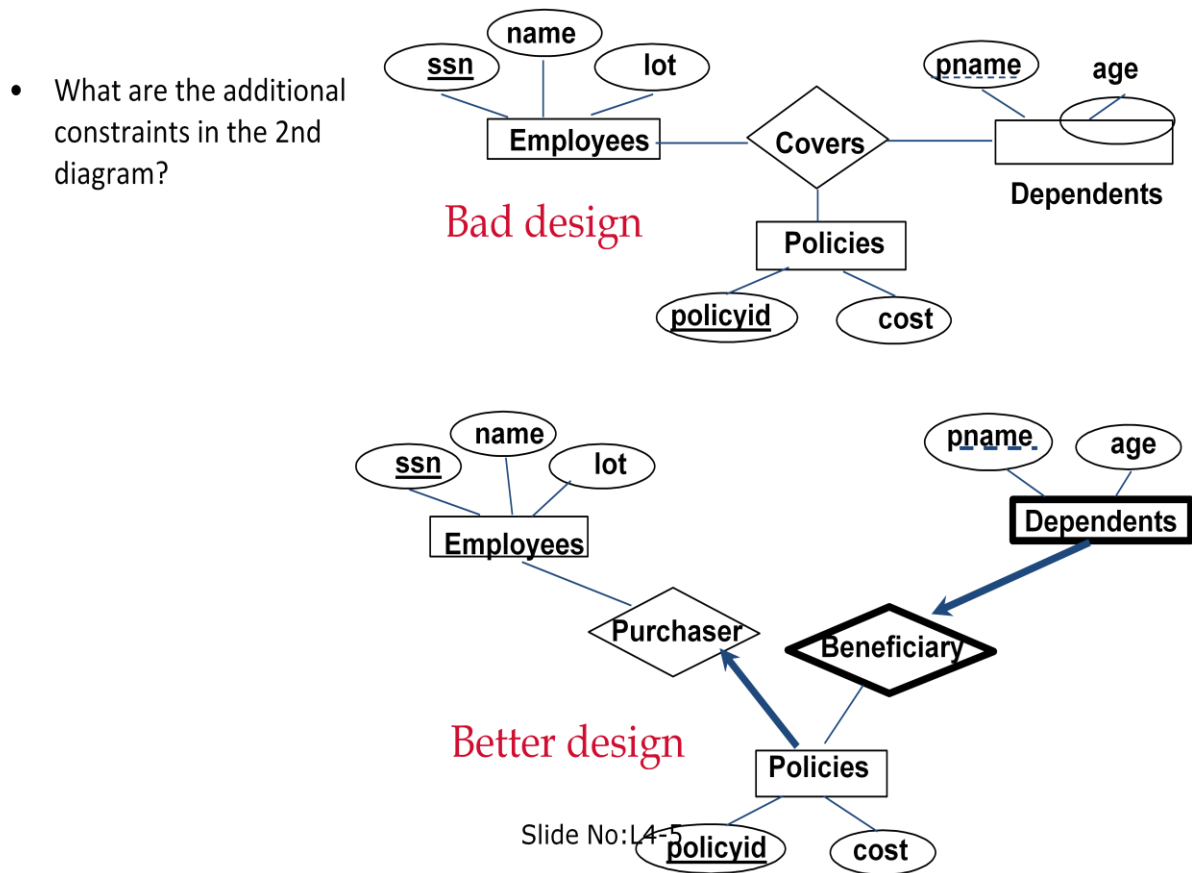 • What are the additional
constraints in the 2nd
diagram?
name
ssn
lot
Employees
Covers
pname
age
Dependents
Bad design
Policies
policyid
cost
name
ssn
lot
Employees
pname
age
Dependents
Purchaser
Beneficiary
Better design
Policies
Slide No:L4-5
policyid
cost